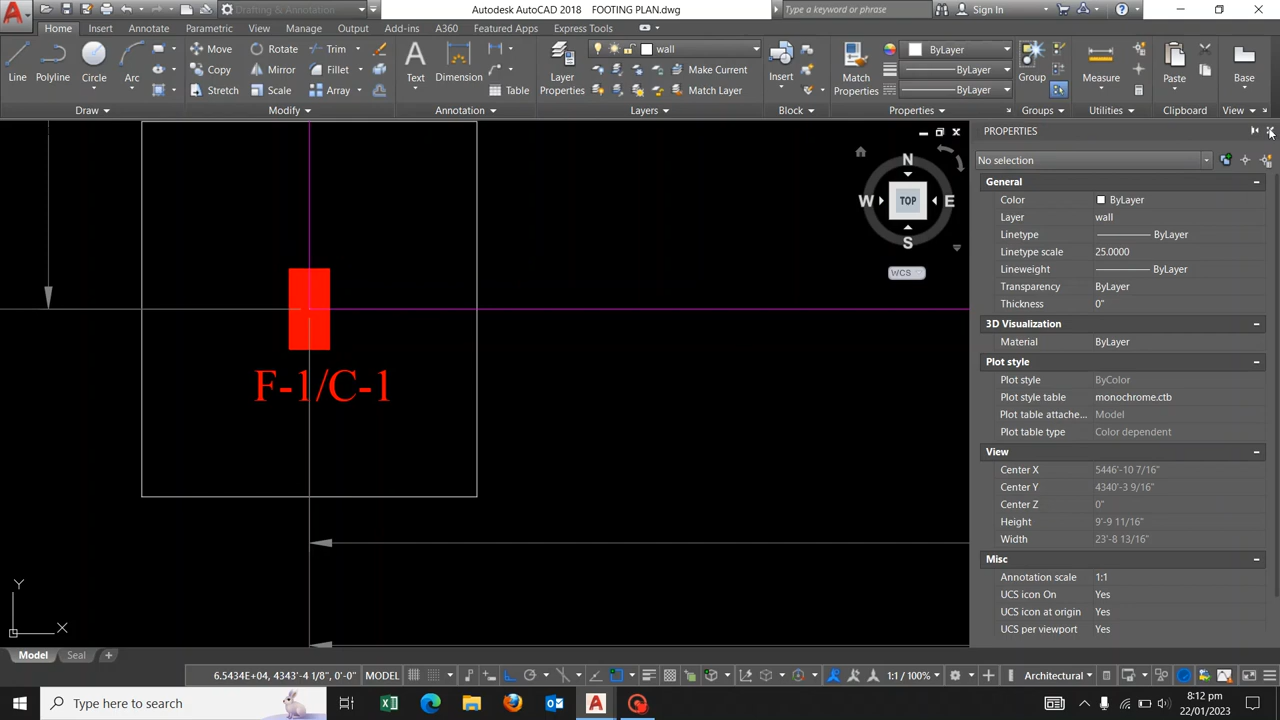 A
Drafting & Annotation
Autodesk AutoCAD 2018 FOOTING PLAN.dwg
Type a keyword or phrase
Sign In
Home Insert Annotate Parametric View Manage Output Add-ins A360 Featured Apps Express Tools
Line
Polyline
Circle
Arc
Move
Rotate
Trim
Copy
Mirror
Fillet
Stretch
Scale
Array
Text
Dimension
Table
Layer
Properties
wall
Make Current
Match Layer
Insert
Match
Properties
ByLayer
ByLayer
ByLayer
Group
Measure
Paste
Base
Draw Modify Annotation Layers Block Properties Groups Utilities Clipboard View
PROPERTIES
No selection
General
Color ByLayer
Layer wall
Linetype ByLayer
Linetype scale 25.0000
Lineweight ByLayer
Transparency ByLayer
Thickness 0"
3D Visualization
Material ByLayer
Plot style
Plot style ByColor
Plot style table monochrome.ctb
Plot table attache... Model
Plot table type Color dependent
View
Center X 5446'-10 7/16"
Center Y 4340'-3 9/16"
Center Z 0"
Height 9'-9 11/16"
Width 23'-8 13/16"
Misc
Annotation scale 1:1
UCS icon On Yes
UCS icon at origin Yes
UCS per viewport Yes
N
W TOP E
S
WCS
F-1/C-1
Y
X
Model Seal
6.5434E+04, 4343'-4 1/8", 0'-0" MODEL
1:1 / 100%
Architectural
Type here to search
8:12 pm
22/01/2023